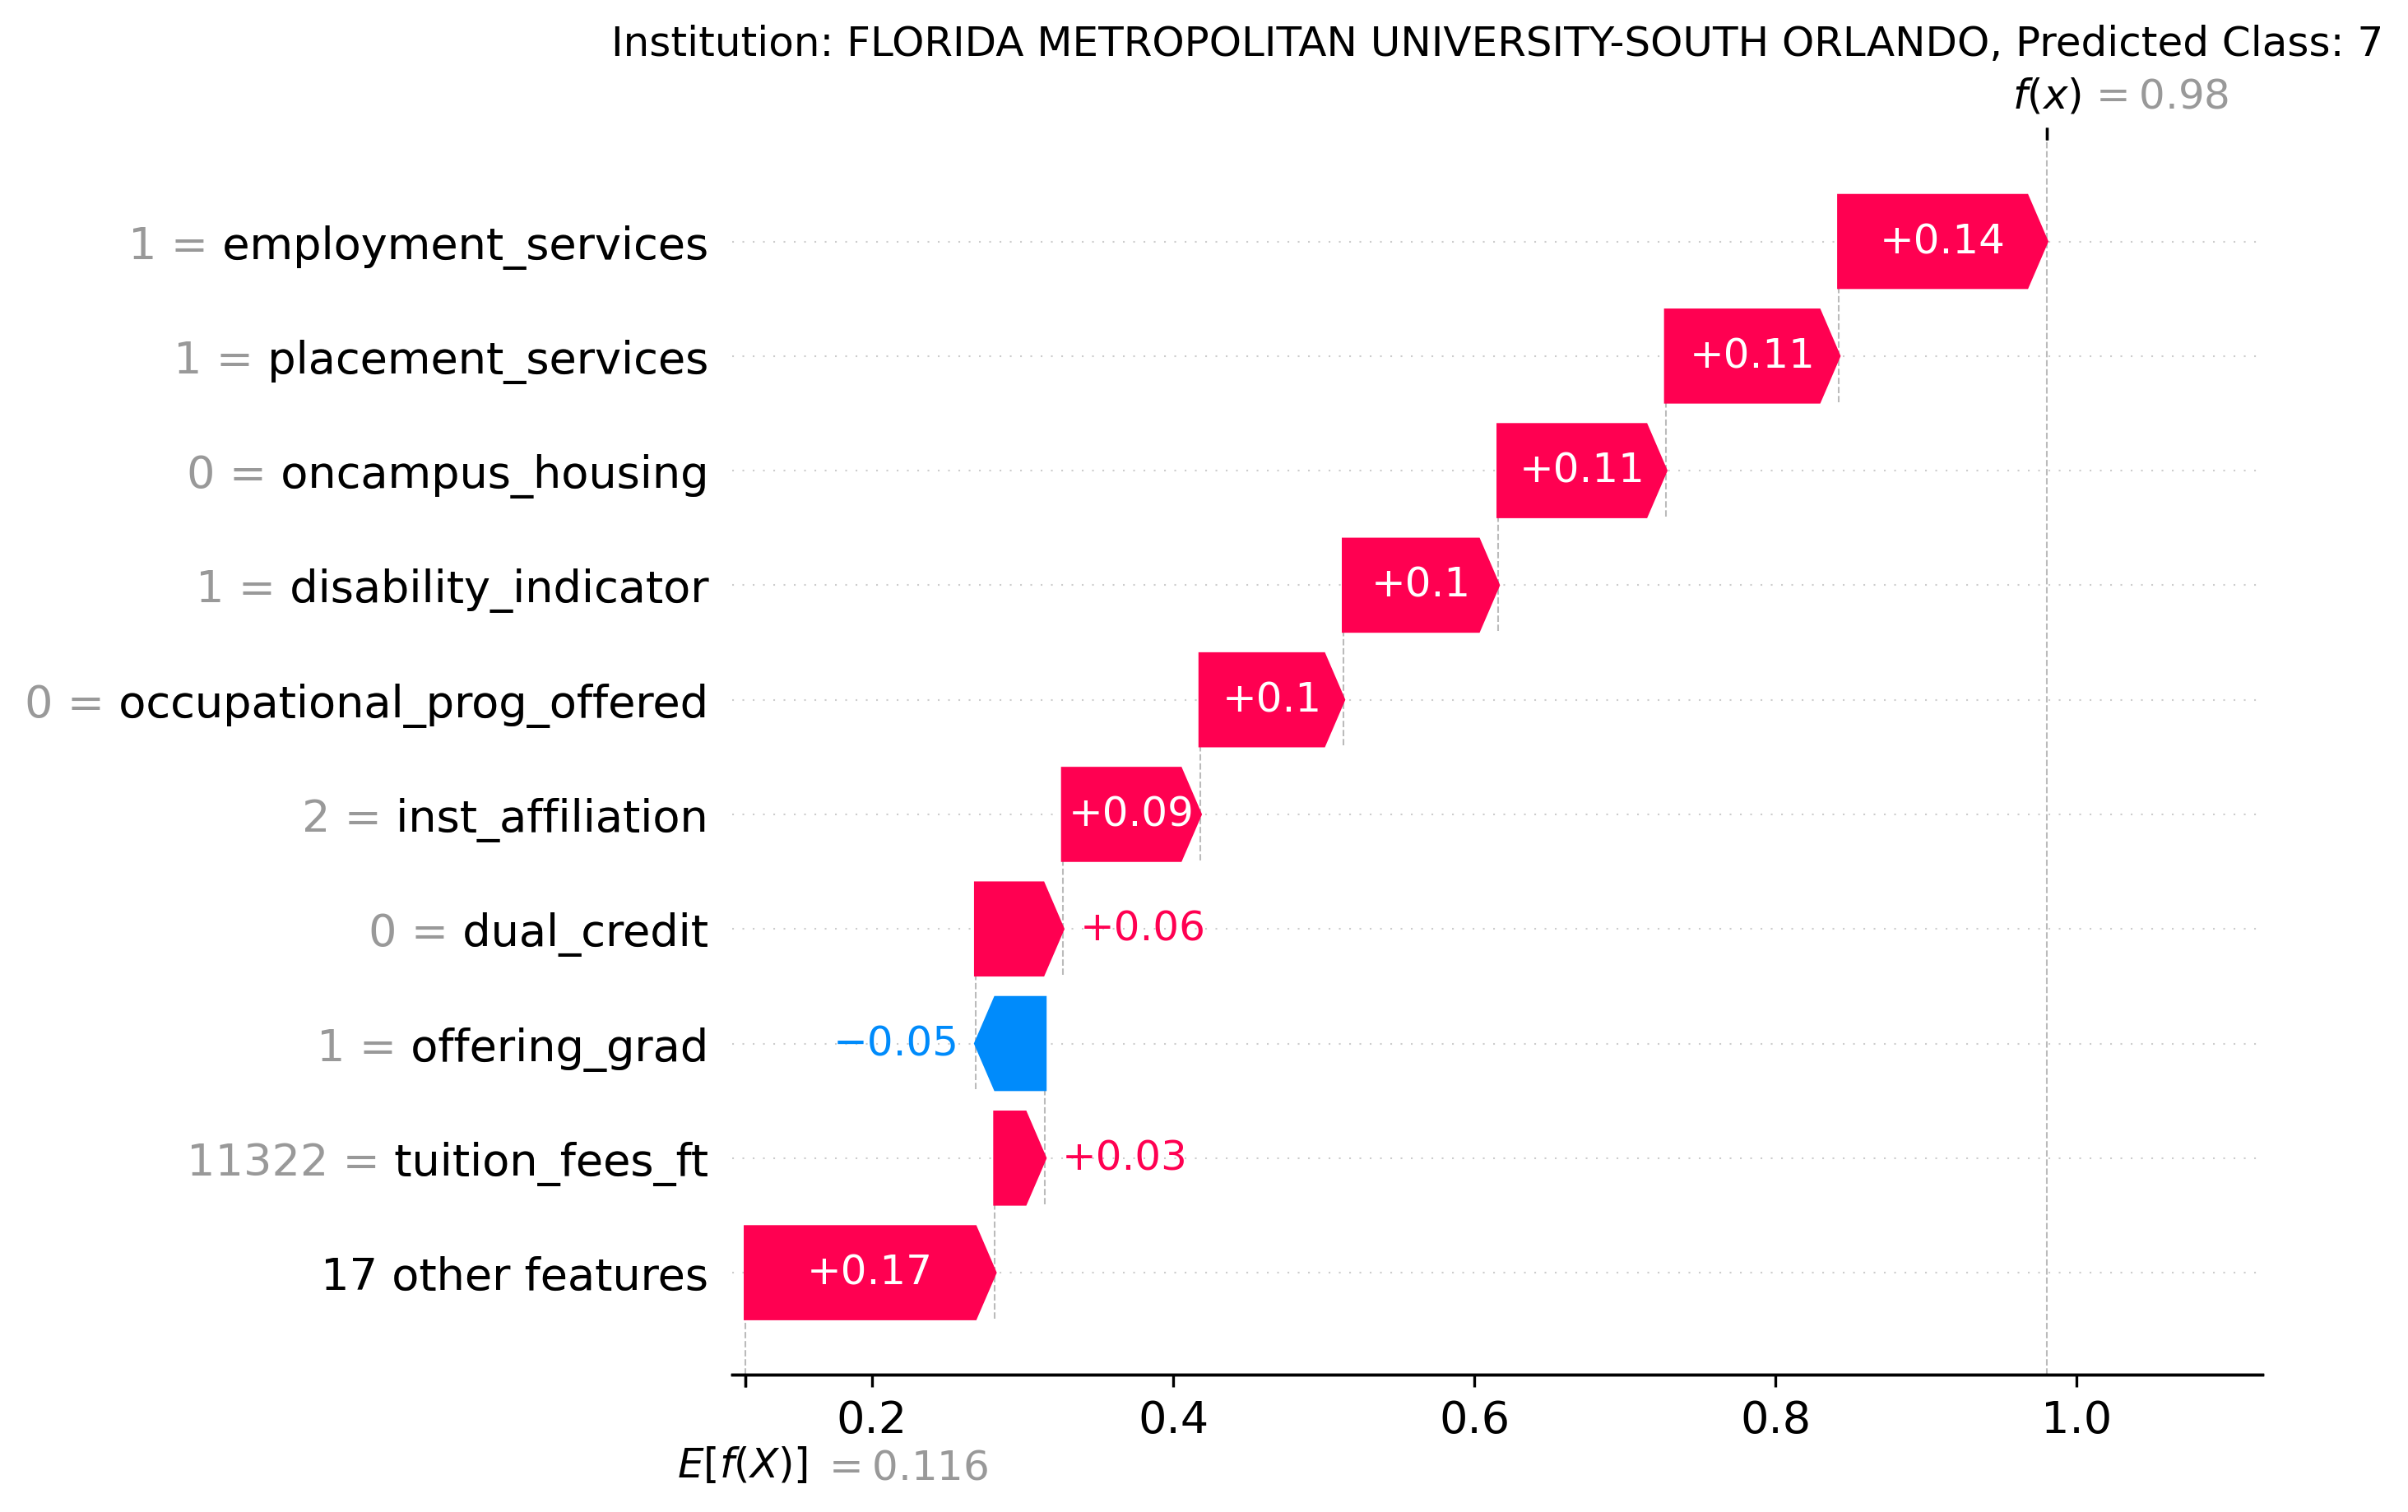 Institution: FLORIDA METROPOLITAN UNIVERSITY-SOUTH ORLANDO, Predicted Class: 7
f(x) = 0.98
1 = employment_services +0.14
1 = placement_services +0.11
0 = oncampus_housing +0.11
1 = disability_indicator +0.1
0 = occupational_prog_offered +0.1
2 = inst_affiliation +0.09
0 = dual_credit +0.06
1 = offering_grad −0.05
11322 = tuition_fees_ft +0.03
17 other features +0.17
0.2 0.4 0.6 0.8 1.0
E[f(X)] = 0.116